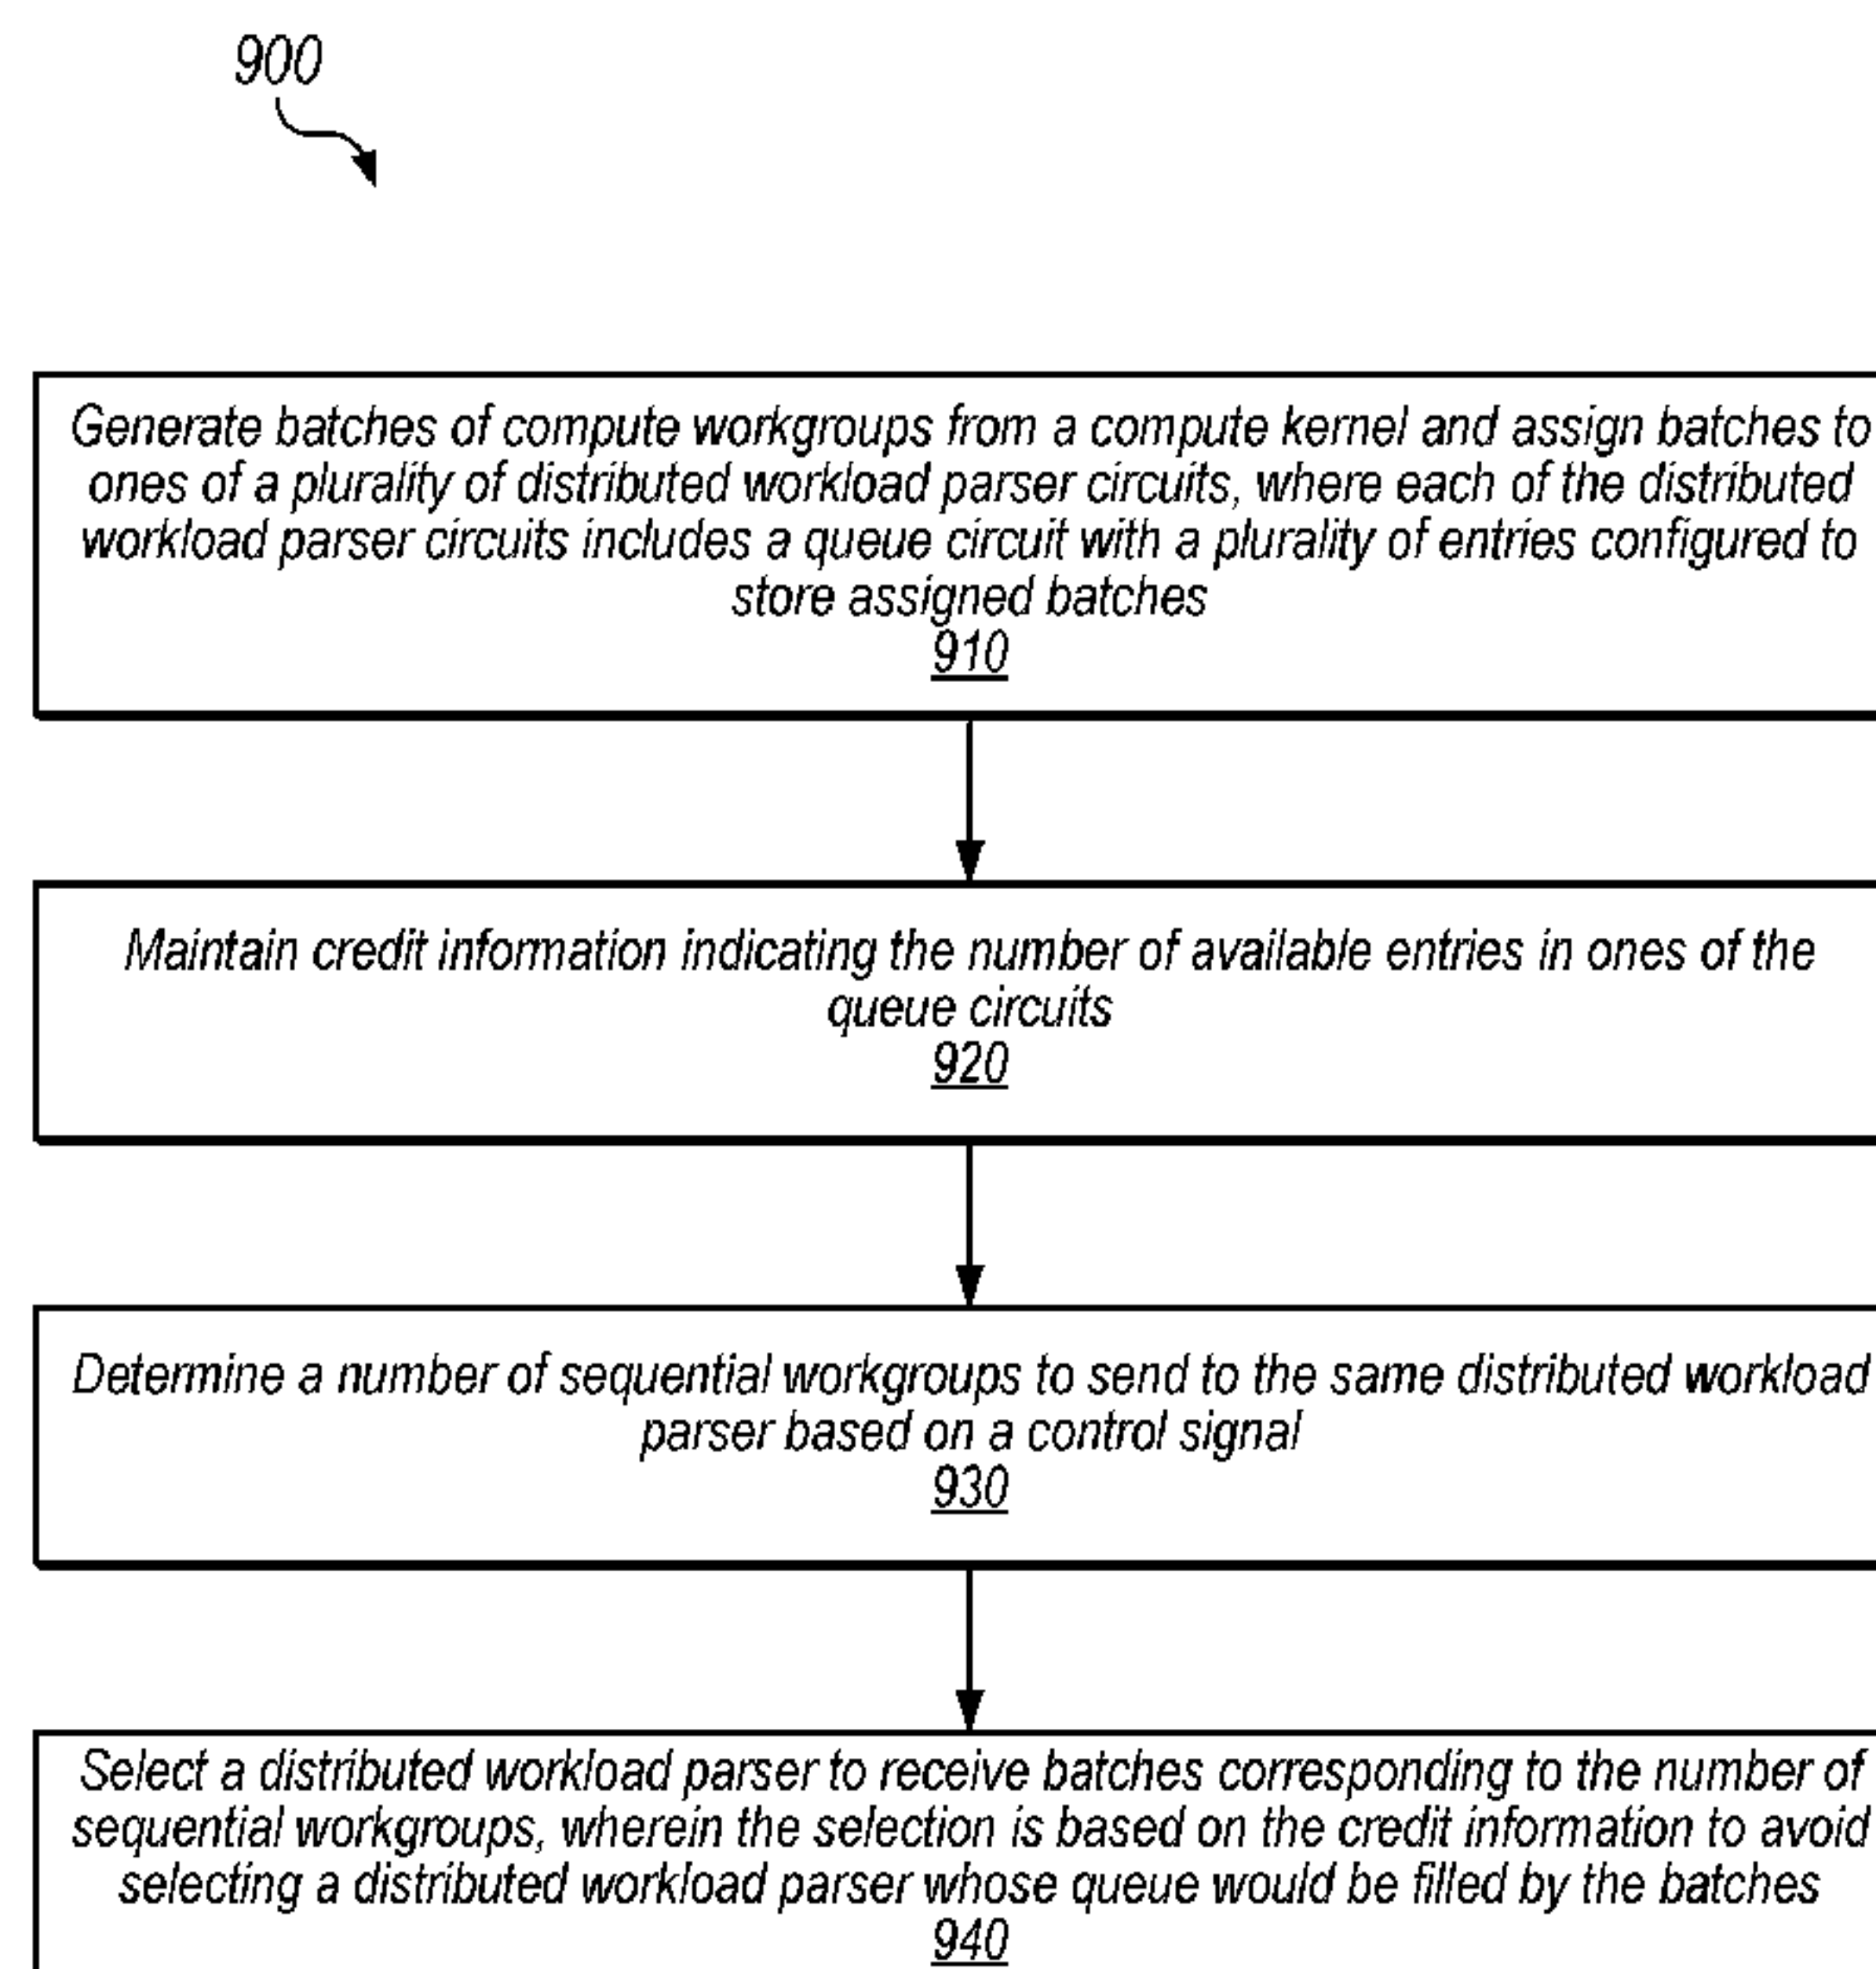 900
Generate batches of compute workgroups from a compute kernel and assign batches to
ones of a plurality of distributed workload parser circuits, where each of the distributed
workload parser circuits includes a queue circuit with a plurality of entries configured to
store assigned batches
910
Maintain credit information indicating the number of available entries in ones of the
queue circuits
920
Determine a number of sequential workgroups to send to the same distributed workload
parser based on a control signal
930
Select a distributed workload parser to receive batches corresponding to the number of
sequential workgroups, wherein the selection is based on the credit information to avoid
selecting a distributed workload parser whose queue would be filled by the batches
940